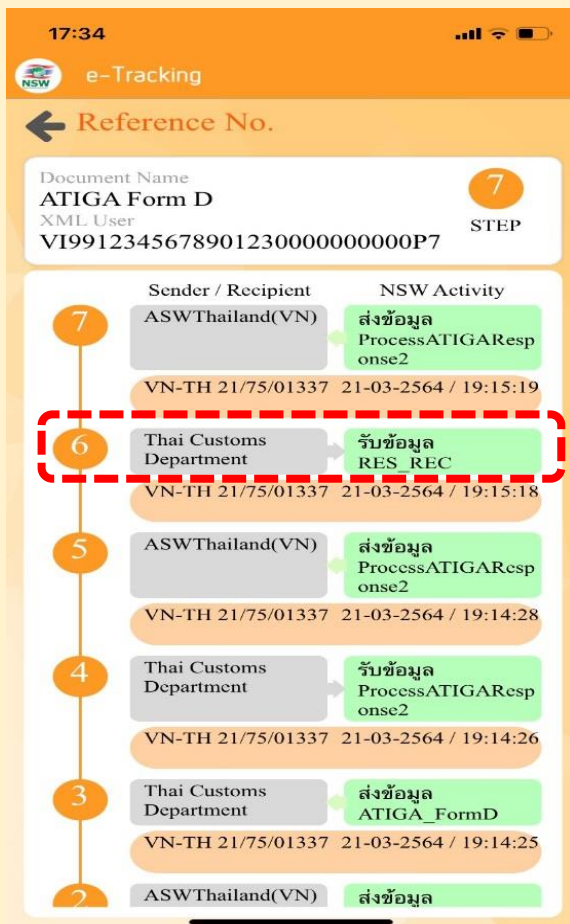 17:34
NSW
e-Tracking
Reference No.
Document Name
ATIGA Form D
XML User
VI99123456789012300000000000P7
7
STEP
Sender / Recipient NSW Activity
7
ASWThailand(VN)
ส่งข้อมูล
ProcessATIGAResp
onse2
VN-TH 21/75/01337 21-03-2564 / 19:15:19
6
Thai Customs
Department
รับข้อมูล
RES_REC
VN-TH 21/75/01337 21-03-2564 / 19:15:18
5
ASWThailand(VN)
ส่งข้อมูล
ProcessATIGAResp
onse2
VN-TH 21/75/01337 21-03-2564 / 19:14:28
4
Thai Customs
Department
รับข้อมูล
ProcessATIGAResp
onse2
VN-TH 21/75/01337 21-03-2564 / 19:14:26
3
Thai Customs
Department
ส่งข้อมูล
ATIGA_FormD
VN-TH 21/75/01337 21-03-2564 / 19:14:25
2
ASWThailand(VN)
ส่งข้อมูล